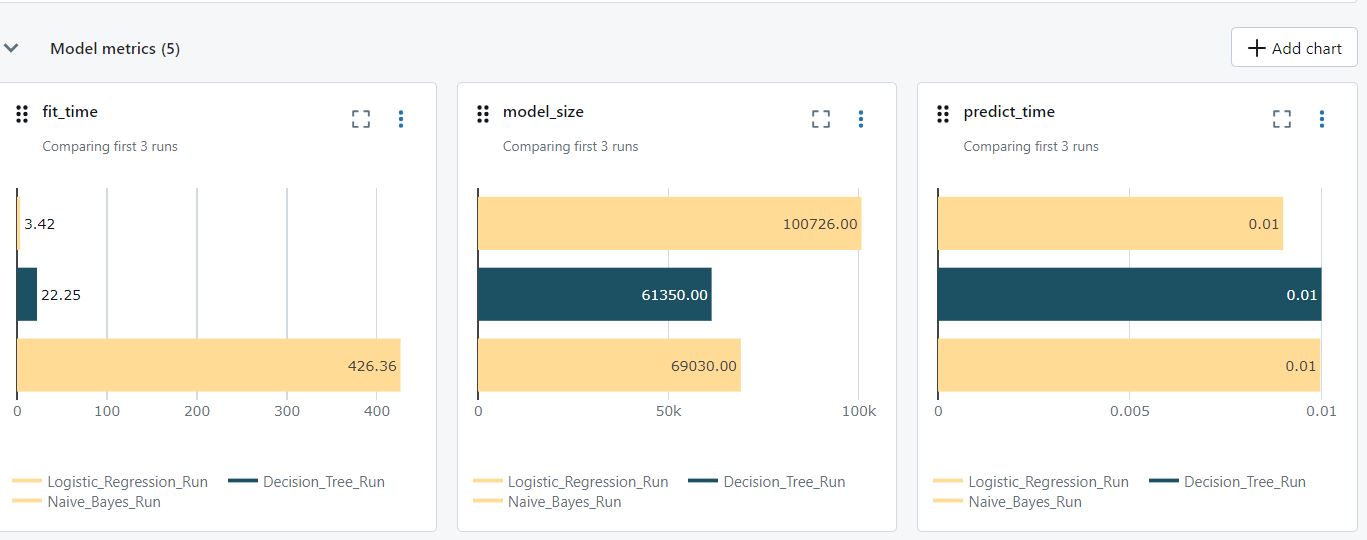 Model metrics (5)
Add chart
fit_time
Comparing first 3 runs
3.42
22.25
426.36
0 100 200 300 400
Logistic_Regression_Run Decision_Tree_Run
Naive_Bayes_Run
model_size
Comparing first 3 runs
100726.00
61350.00
69030.00
0 50k 100k
Logistic_Regression_Run Decision_Tree_Run
Naive_Bayes_Run
predict_time
Comparing first 3 runs
0.01
0.01
0.01
0 0.005 0.01
Logistic_Regression_Run Decision_Tree_Run
Naive_Bayes_Run